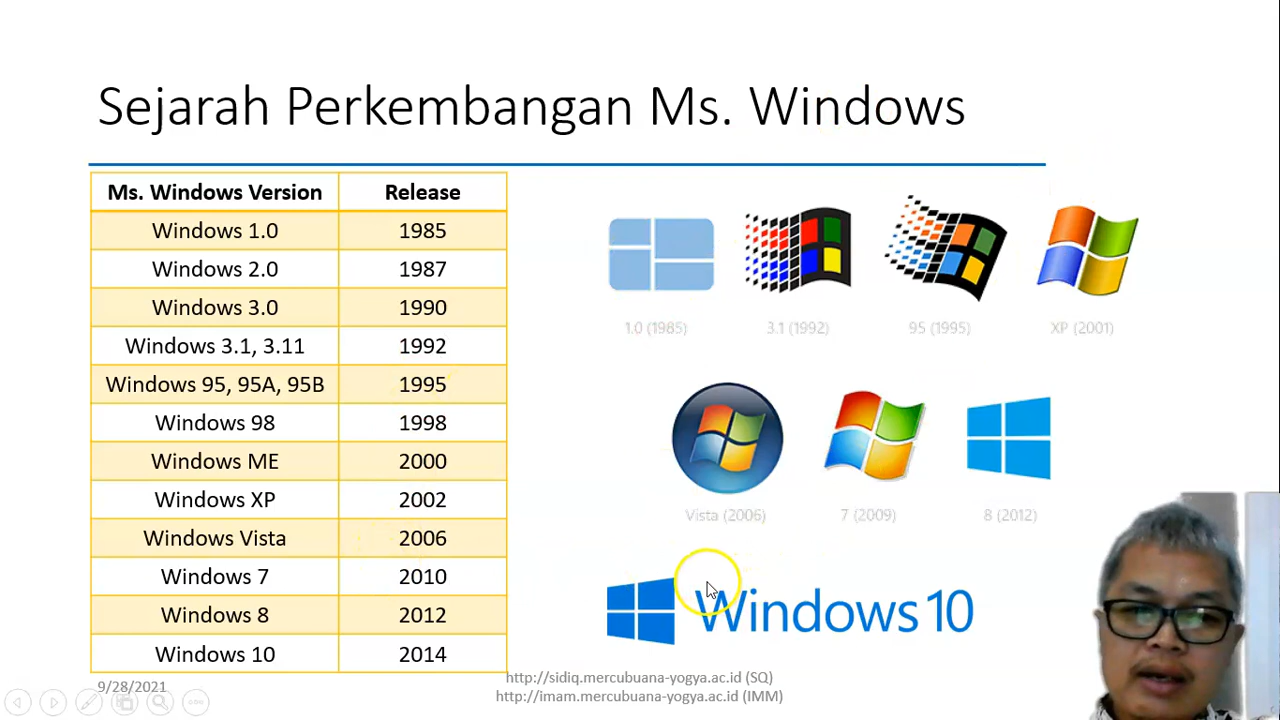 Sejarah Perkembangan Ms. Windows
Ms. Windows Version Release
Windows 1.0 1985
Windows 2.0 1987
Windows 3.0 1990
Windows 3.1, 3.11 1992
Windows 95, 95A, 95B 1995
Windows 98 1998
Windows ME 2000
Windows XP 2002
Windows Vista 2006
Windows 7 2010
Windows 8 2012
Windows 10 2014
1.0 (1985) 3.1 (1992) 95 (1995) XP (2001)
Vista (2006) 7 (2009) 8 (2012)
Windows 10
9/28/2021
http://sidiq.mercubuana-yogya.ac.id (SQ)
http://imam.mercubuana-yogya.ac.id (IMM)